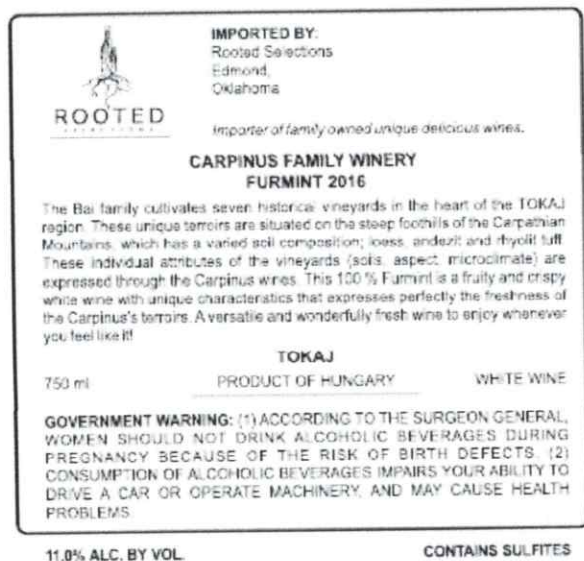 IMPORTED BY:
Rooted Selections
Edmond,
Oklahoma
ROOTED
SELECTIONS
Importer of family owned unique delicious wines.
CARPINUS FAMILY WINERY
FURMINT 2016
The Bai family cultivates seven historical vineyards in the heart of the TOKAJ
region. These unique terroirs are situated on the steep foothills of the Carpathian
Mountains, which has a varied soil composition; loess, andezit and rhyolit tuff.
These individual attributes of the vineyards (soils, aspect, microclimate) are
expressed through the Carpinus wines. This 100 % Furmint is a fruity and crispy
white wine with unique characteristics that expresses perfectly the freshness of
the Carpinus's terroirs. A versatile and wonderfully fresh wine to enjoy whenever
you feel like it!
TOKAJ
750 ml PRODUCT OF HUNGARY WHITE WINE
GOVERNMENT WARNING: (1) ACCORDING TO THE SURGEON GENERAL,
WOMEN SHOULD NOT DRINK ALCOHOLIC BEVERAGES DURING
PREGNANCY BECAUSE OF THE RISK OF BIRTH DEFECTS. (2)
CONSUMPTION OF ALCOHOLIC BEVERAGES IMPAIRS YOUR ABILITY TO
DRIVE A CAR OR OPERATE MACHINERY, AND MAY CAUSE HEALTH
PROBLEMS.
11.0% ALC. BY VOL. CONTAINS SULFITES